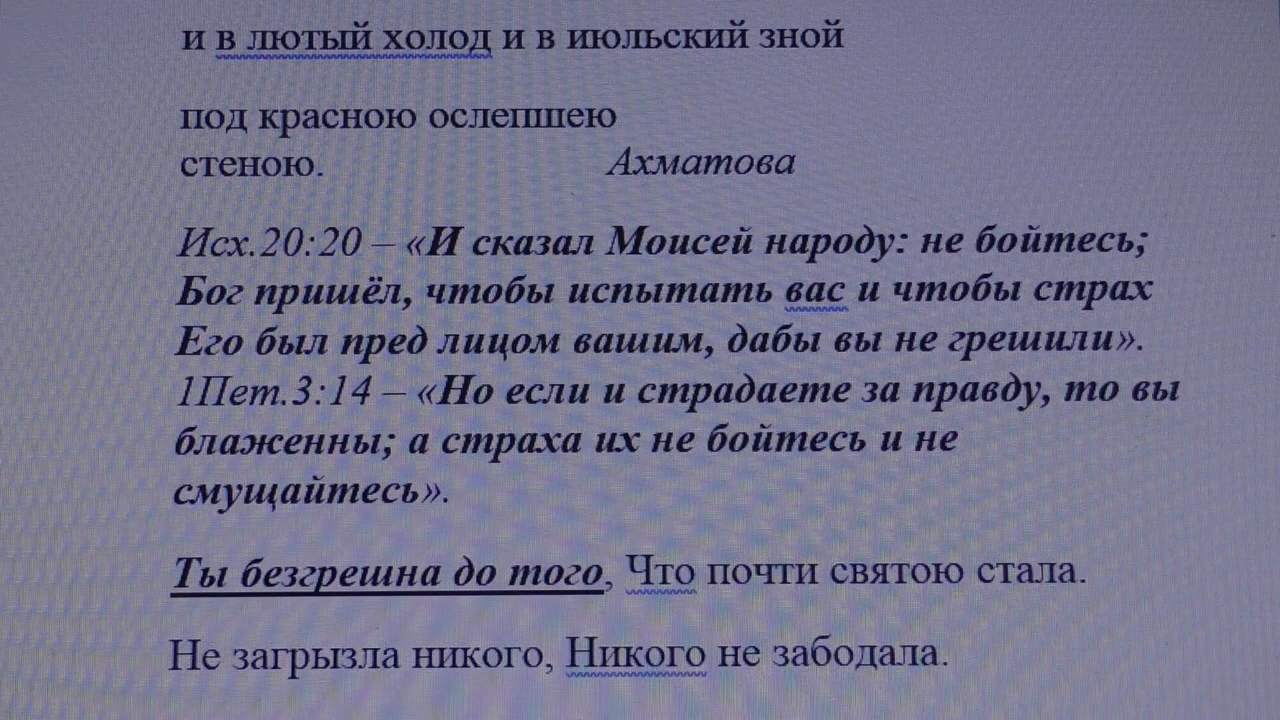 и в лютый холод и в июльский зной
под красною ослепшею
стеною. Ахматова
Исх.20:20 – «И сказал Моисей народу: не бойтесь;
Бог пришёл, чтобы испытать вас и чтобы страх
Его был пред лицом вашим, дабы вы не грешили».
1Пет.3:14 – «Но если и страдаете за правду, то вы
блаженны; а страха их не бойтесь и не
смущайтесь».
Ты безгрешна до того, Что почти святою стала.
Не загрызла никого, Никого не забодала.